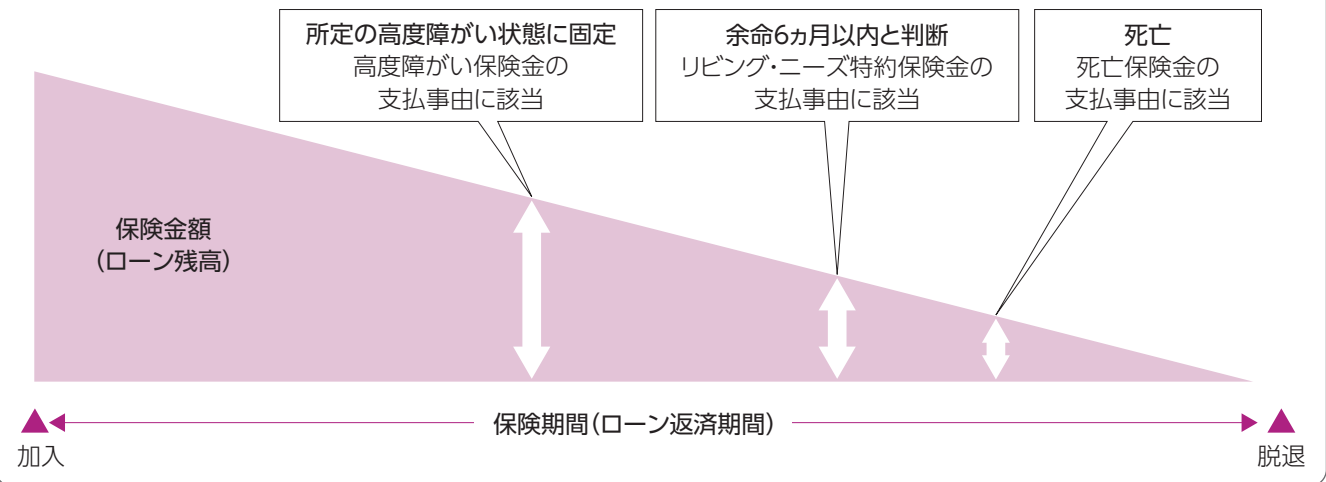 所定の高度障がい状態に固定
高度障がい保険金の
支払事由に該当
余命6ヵ月以内と判断
リビング・ニーズ特約保険金の
支払事由に該当
死亡
死亡保険金の
支払事由に該当
保険金額
(ローン残高)
保険期間(ローン返済期間)
加入
脱退